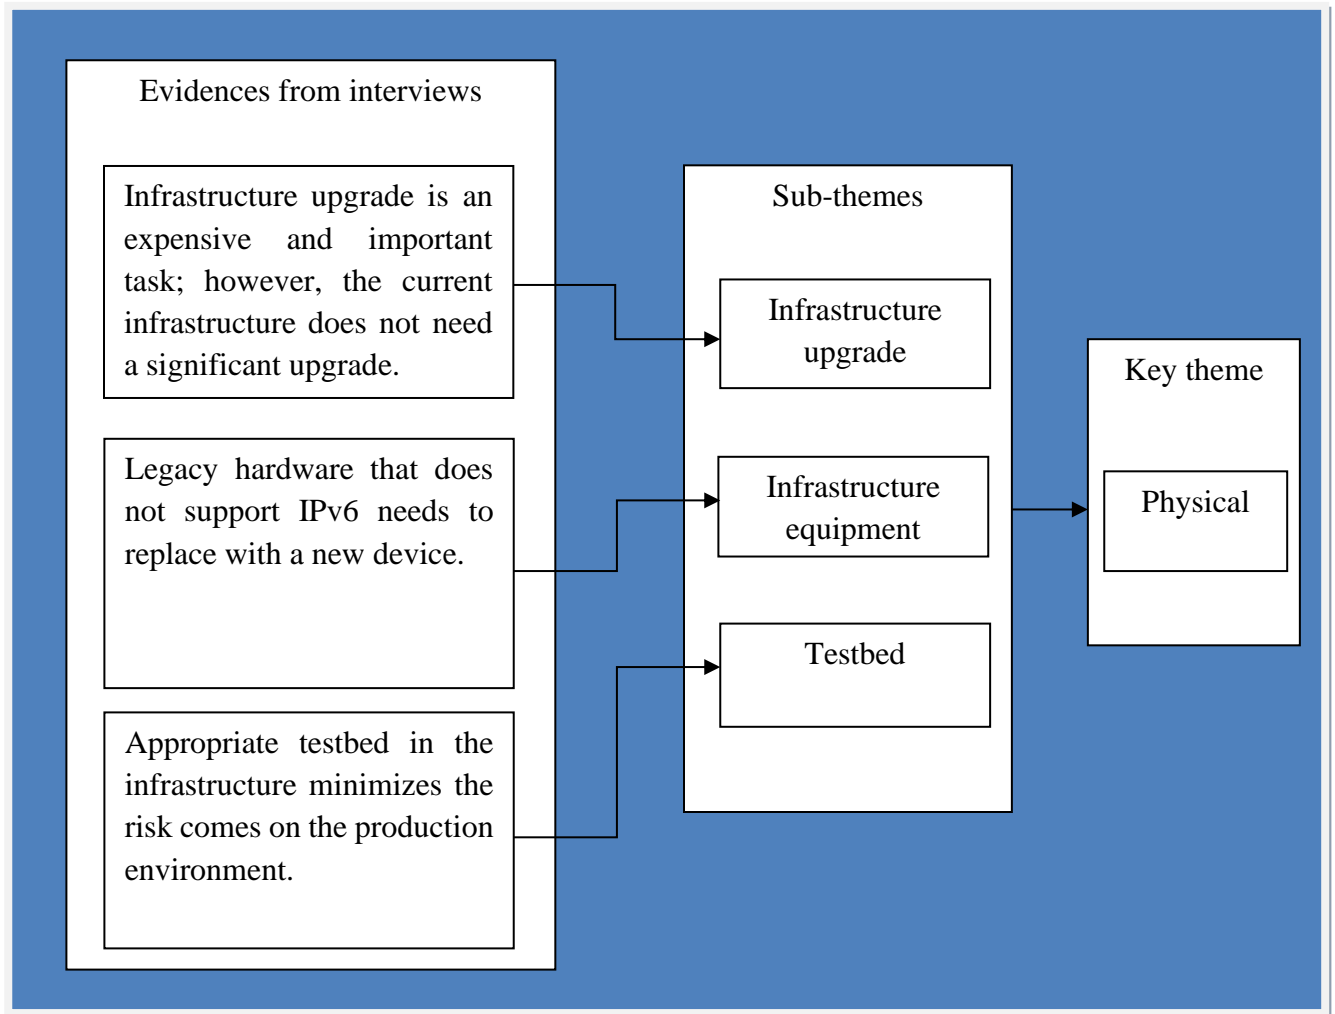 Evidences from interviews
Infrastructure upgrade is an
expensive and important
task; however, the current
infrastructure does not need
a significant upgrade.
Legacy hardware that does
not support IPv6 needs to
replace with a new device.
Appropriate testbed in the
infrastructure minimizes the
risk comes on the production
environment.
Sub-themes
Infrastructure
upgrade
Infrastructure
equipment
Testbed
Key theme
Physical